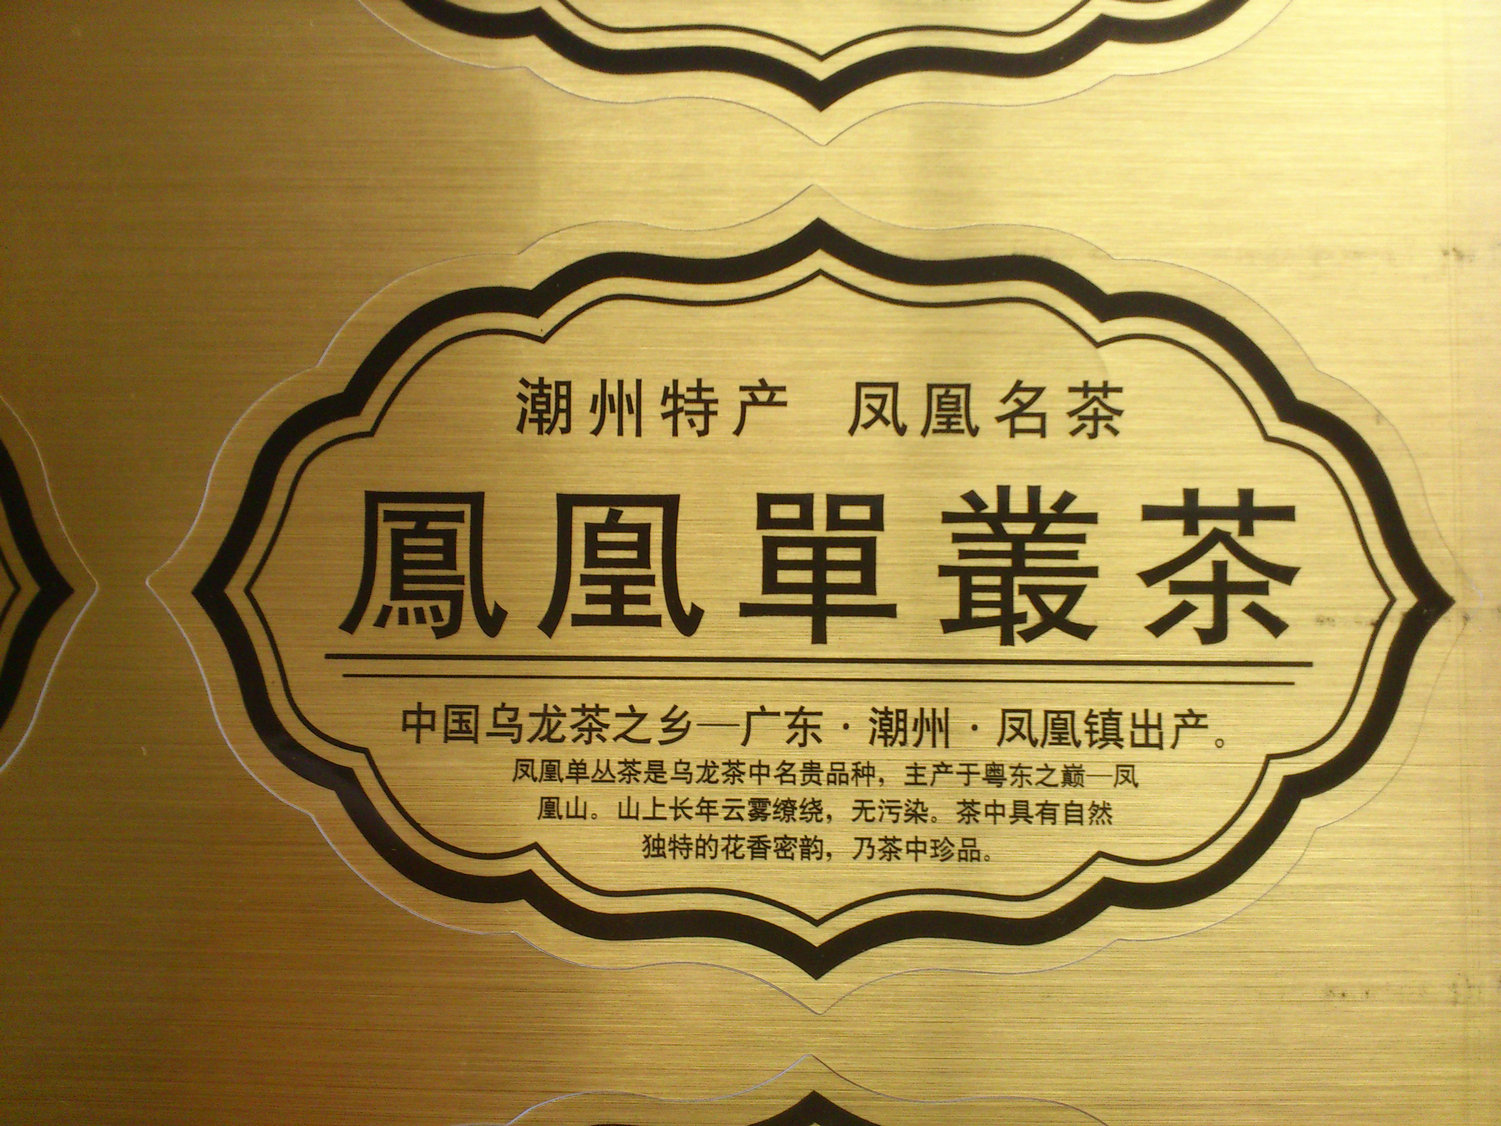 潮州特产 凤凰名茶
鳳凰單叢茶
中国乌龙茶之乡—广东·潮州·凤凰镇出产。
凤凰单丛茶是乌龙茶中名贵品种，主产于粤东之巅—凤
凰山。山上长年云雾缭绕，无污染。茶中具有自然
独特的花香密韵，乃茶中珍品。